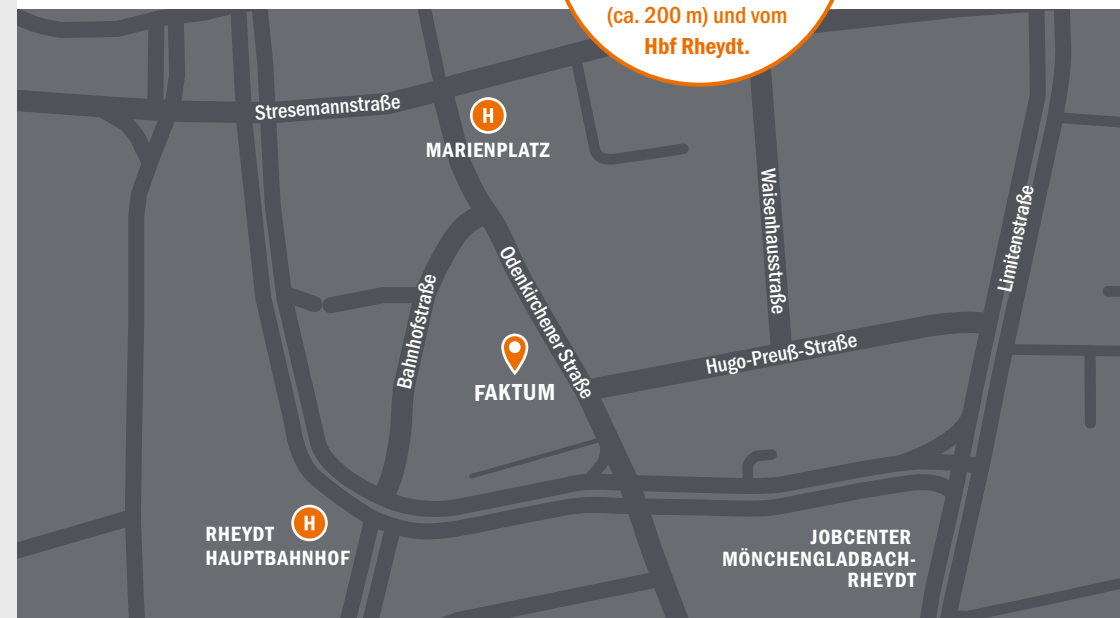 (ca. 200 m) und vom
Hbf Rheydt.
Stresemannstraße
H
MARIENPLATZ
Waisenhausstraße
Limitenstraße
Odenkirchener Straße
Bahnhofstraße
Hugo-Preuß-Straße
FAKTUM
RHEYDT
HAUPTBAHNHOF
H
JOBCENTER
MÖNCHENGLADBACH-
RHEYDT